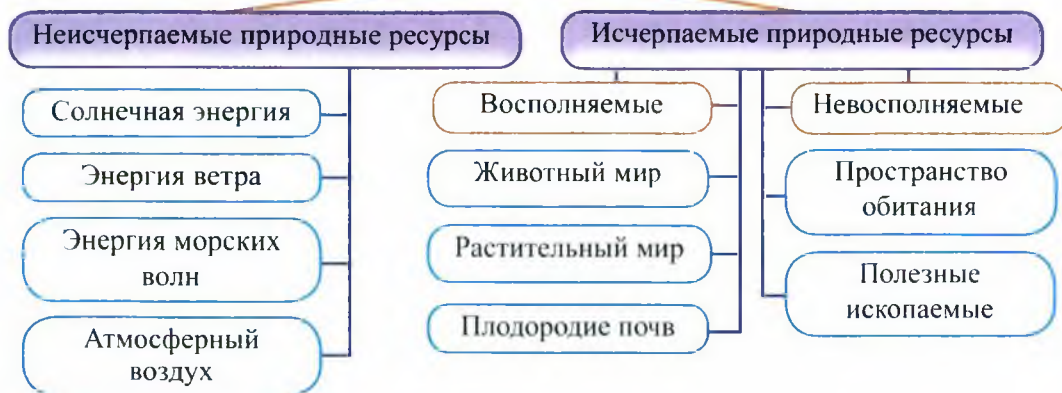 Неисчерпаемые природные ресурсы
Солнечная энергия
Энергия ветра
Энергия морских
волн
Атмосферный
воздух
Исчерпаемые природные ресурсы
Восполняемые
Животный мир
Растительный мир
Плодородие почв
Невосполняемые
Пространство
обитания
Полезные
ископаемые